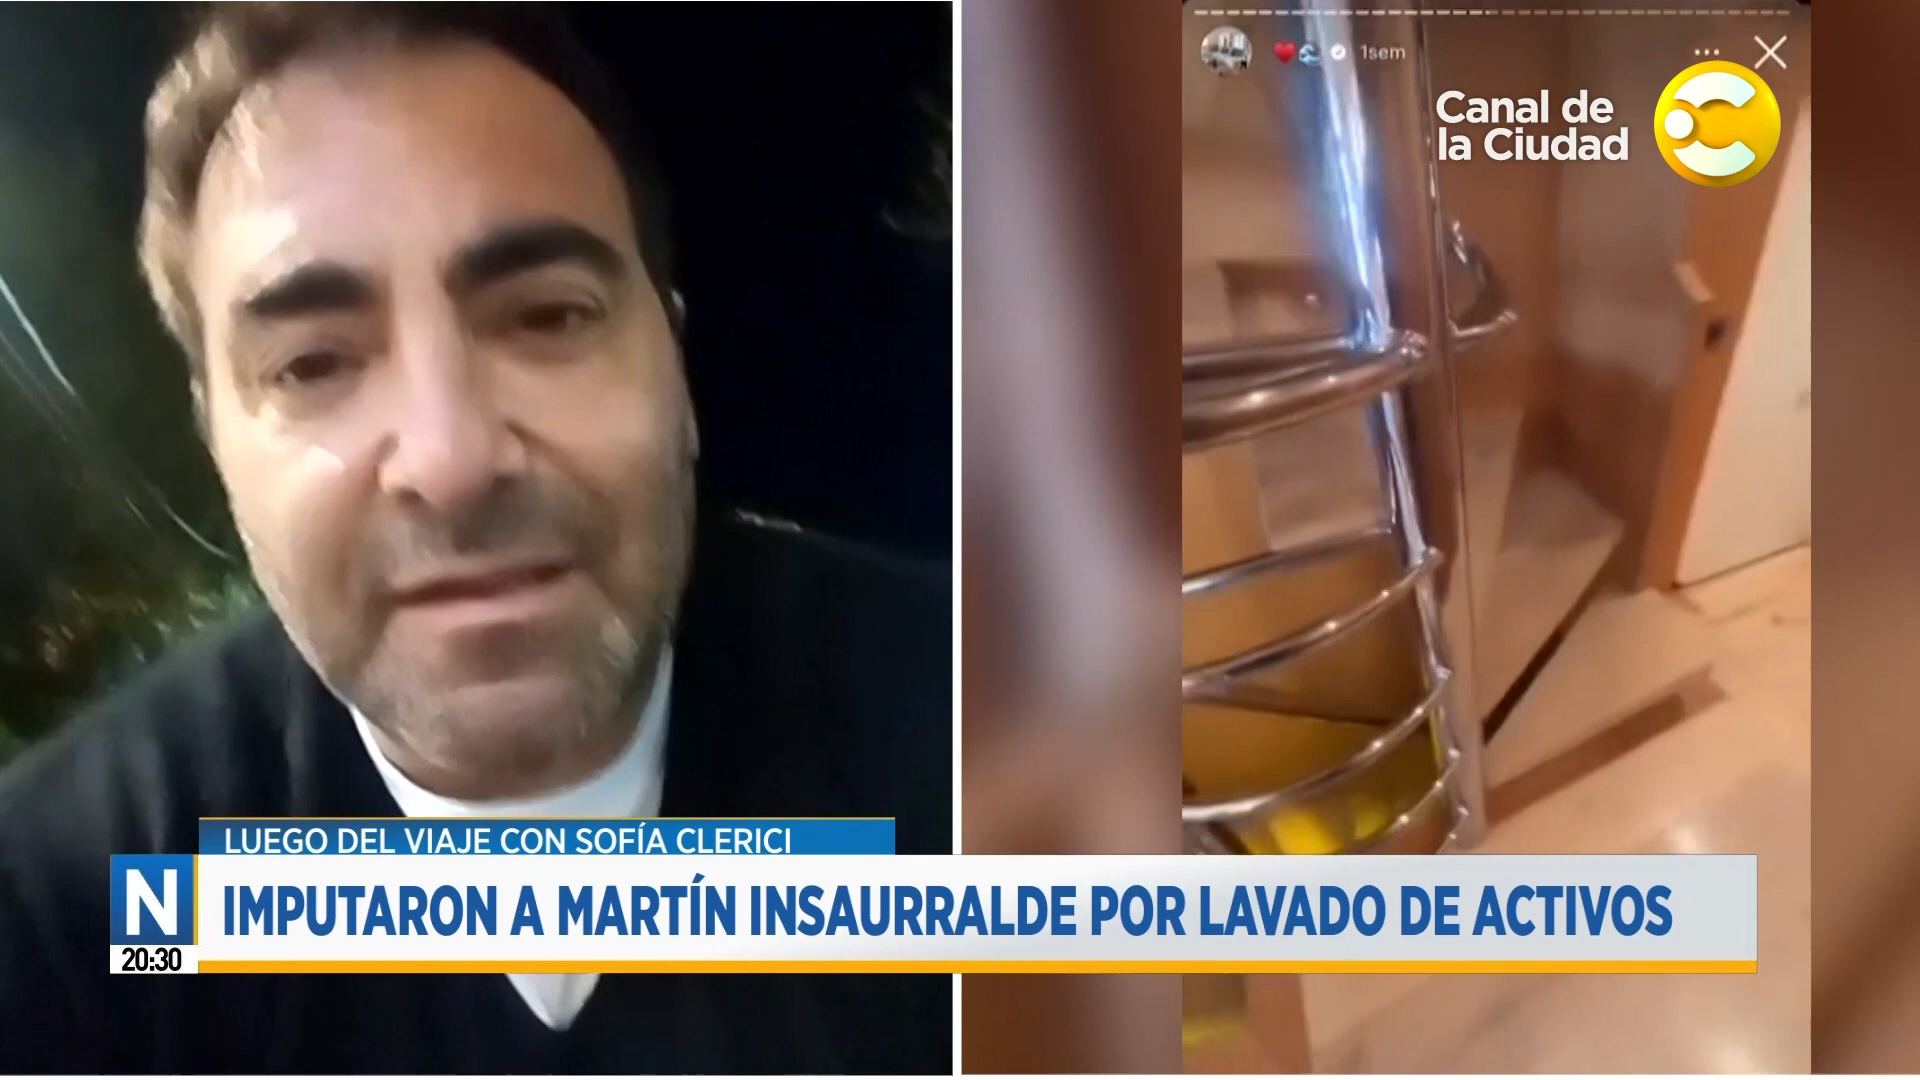 1sem
Canal de
la Ciudad
LUEGO DEL VIAJE CON SOFÍA CLERICI
N
IMPUTARON A MARTÍN INSAURRALDE POR LAVADO DE ACTIVOS
20:30